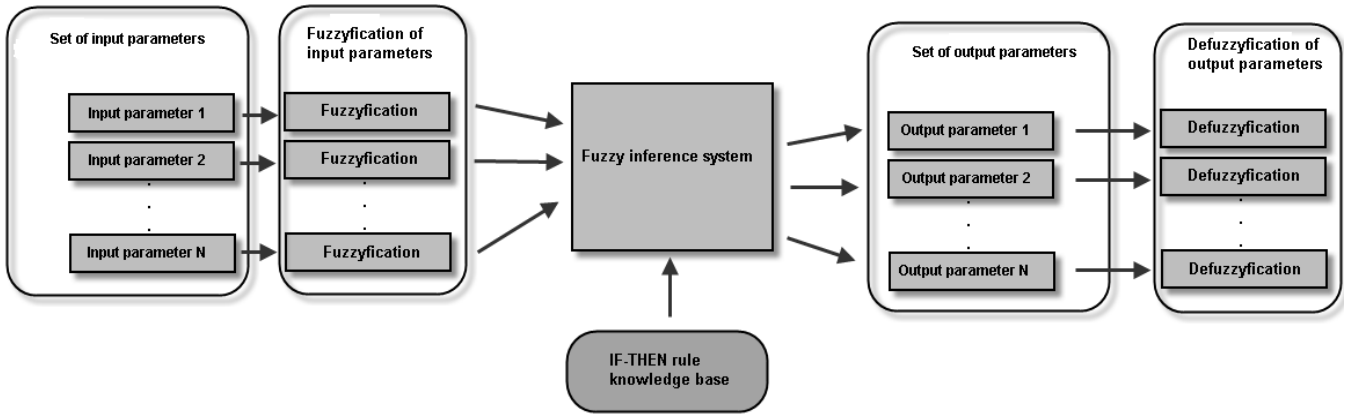 Set of input parameters
Input parameter 1
Input parameter 2
Input parameter N
Fuzzyfication of
input parameters
Fuzzyfication
Fuzzyfication
Fuzzyfication
Fuzzy inference system
IF-THEN rule
knowledge base
Set of output parameters
Output parameter 1
Output parameter 2
Output parameter N
Defuzzyfication of
output parameters
Defuzzyfication
Defuzzyfication
Defuzzyfication